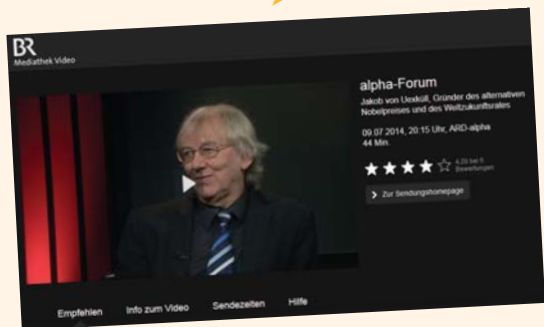 BR
Mediathek Video
alpha-Forum
Jakob von Uexküll, Gründer des alternativen
Nobelpreises und des Weltzukunftsrates
09.07.2014, 20:15 Uhr, ARD-alpha
44 Min.
Bewertungen
Zur Sendungshomepage
Empfehlen Info zum Video Sendezeiten Hilfe